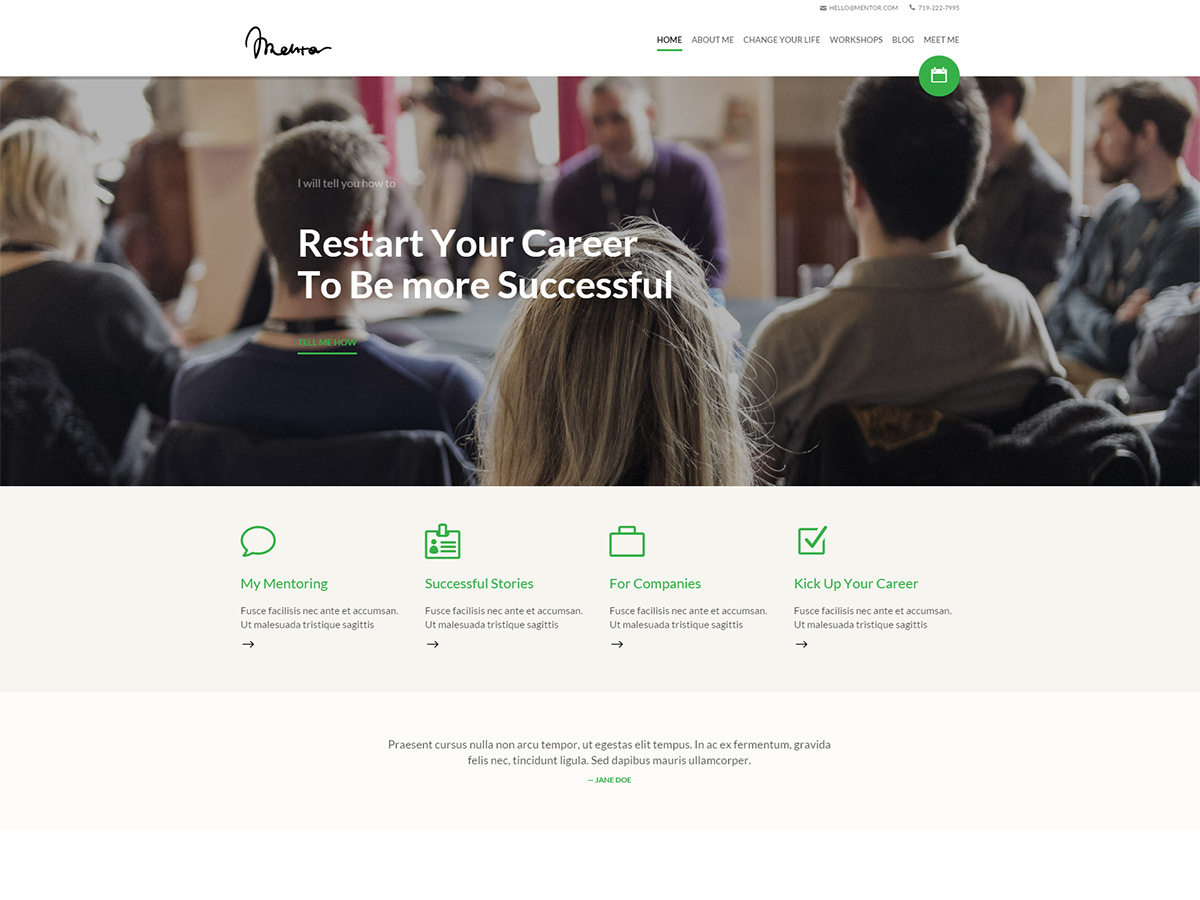 HELLO@MENTOR.COM 719-222-7995
Mentor
HOME ABOUT ME CHANGE YOUR LIFE WORKSHOPS BLOG MEET ME
I will tell you how to
Restart Your Career
To Be more Successful
TELL ME HOW
My Mentoring
Fusce facilisis nec ante et accumsan.
Ut malesuada tristique sagittis
Successful Stories
Fusce facilisis nec ante et accumsan.
Ut malesuada tristique sagittis
For Companies
Fusce facilisis nec ante et accumsan.
Ut malesuada tristique sagittis
Kick Up Your Career
Fusce facilisis nec ante et accumsan.
Ut malesuada tristique sagittis
Praesent cursus nulla non arcu tempor, ut egestas elit tempus. In ac ex fermentum, gravida
felis nec, tincidunt ligula. Sed dapibus mauris ullamcorper.
— JANE DOE